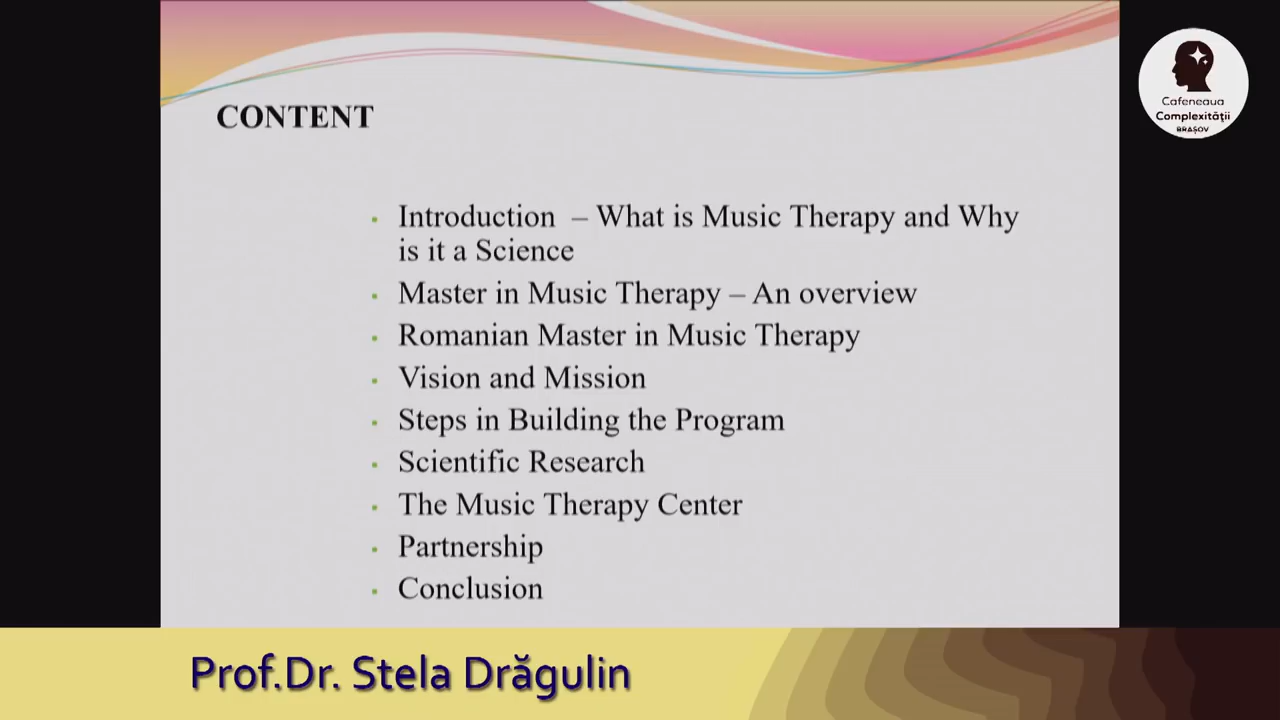 Cafeneaua
Complexității
BRAȘOV
CONTENT
Introduction – What is Music Therapy and Why
is it a Science
Master in Music Therapy – An overview
Romanian Master in Music Therapy
Vision and Mission
Steps in Building the Program
Scientific Research
The Music Therapy Center
Partnership
Conclusion
Prof.Dr. Stela Drăgulin